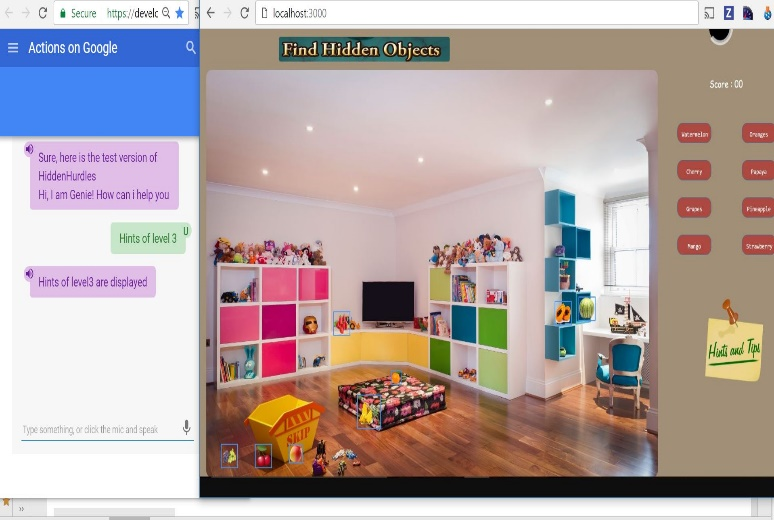 Secure
https://develc
localhost:3000
Actions on Google
Find Hidden Objects
Score : 00
Sure, here is the test version of
HiddenHurdles
Hi, I am Genie! How can i help you
U
Hints of level 3
Hints of level3 are displayed
Type something, or click the mic and speak
Watermelon
Oranges
Cherry
Papaya
Grapes
Pineapple
Mango
Strawberry
Hints and Tips
SKIP